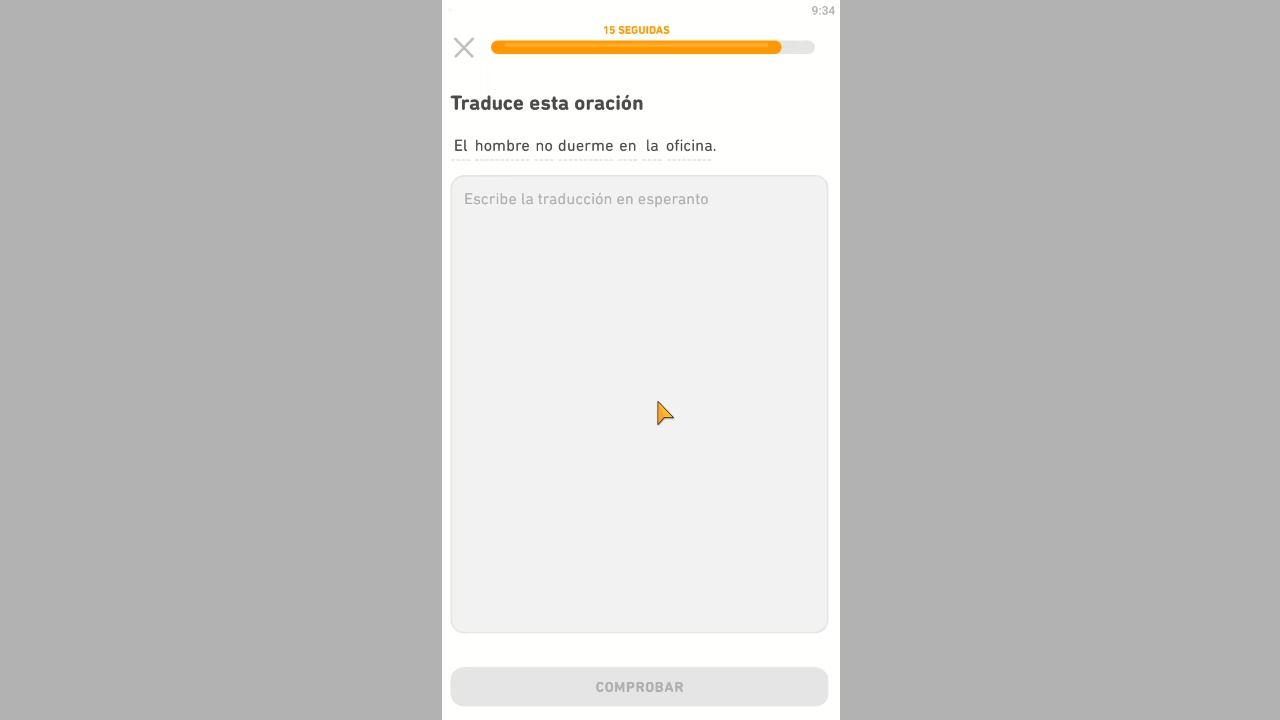 9:34
15 SEGUIDAS
Traduce esta oración
El hombre no duerme en la oficina.
Escribe la traducción en esperanto
COMPROBAR